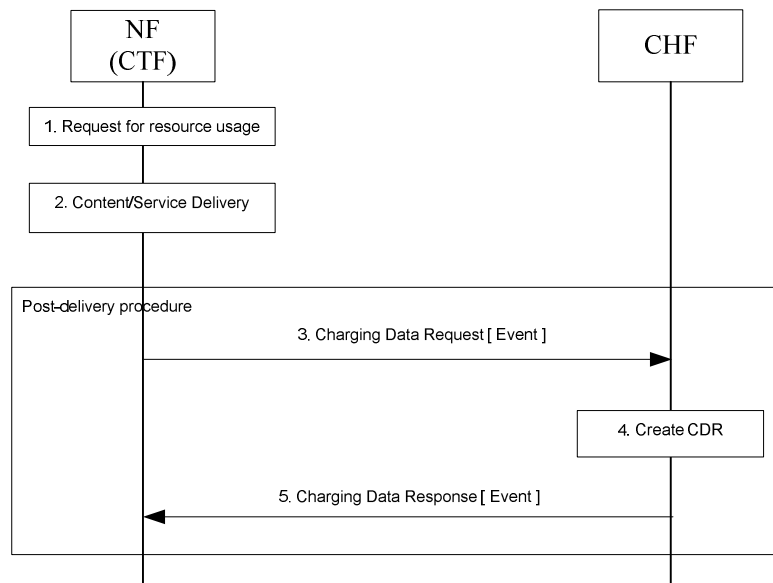 NF
(CTF)
CHF
1. Request for resource usage
2. Content/Service Delivery
Post-delivery procedure
3. Charging Data Request [ Event ]
4. Create CDR
5. Charging Data Response [ Event ]